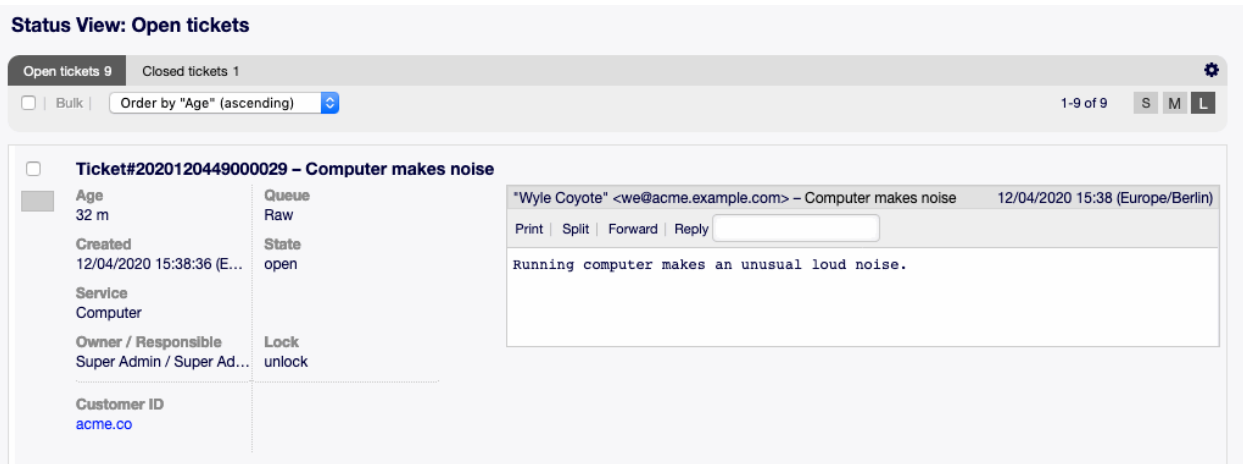 Status View: Open tickets
Open tickets 9 Closed tickets 1
Bulk | Order by "Age" (ascending) 1-9 of 9 S M L
Ticket#2020120449000029 – Computer makes noise
Age Queue
32 m Raw
Created State
12/04/2020 15:38:36 (E... open
Service
Computer
Owner / Responsible Lock
Super Admin / Super Ad... unlock
Customer ID
acme.co
"Wyle Coyote" <we@acme.example.com> – Computer makes noise 12/04/2020 15:38 (Europe/Berlin)
Print | Split | Forward | Reply
Running computer makes an unusual loud noise.